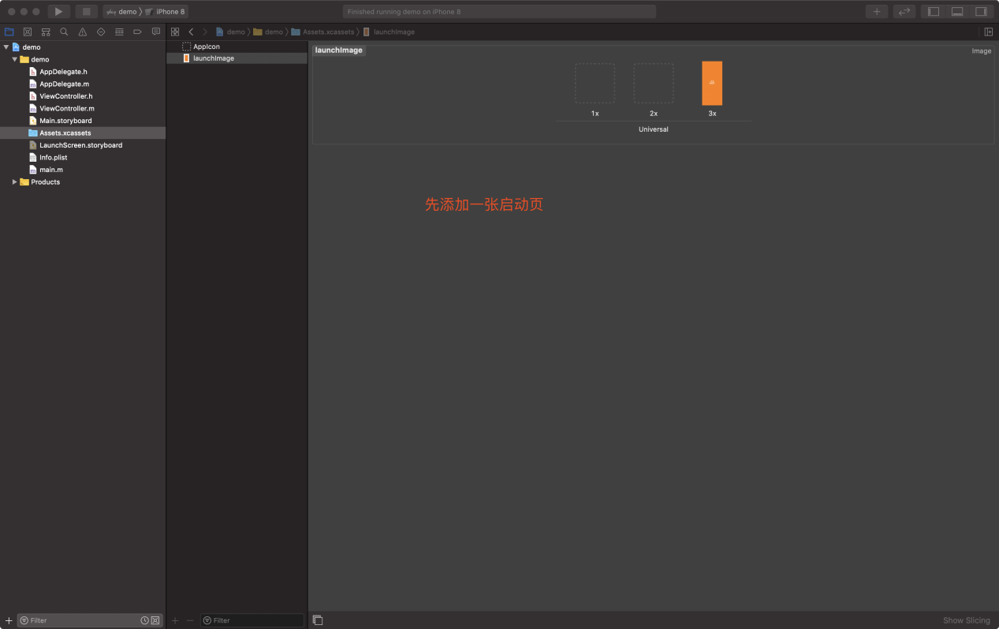 demo 〉 iPhone 8
Finished running demo on iPhone 8
demo 〉 demo 〉 Assets.xcassets 〉 launchImage
demo
demo
AppDelegate.h
AppDelegate.m
ViewController.h
ViewController.m
Main.storyboard
Assets.xcassets
LaunchScreen.storyboard
Info.plist
main.m
Products
AppIcon
launchImage
launchImage
Image
1x
2x
3x
Universal
先添加一张启动页
Filter
Filter
Show Slicing